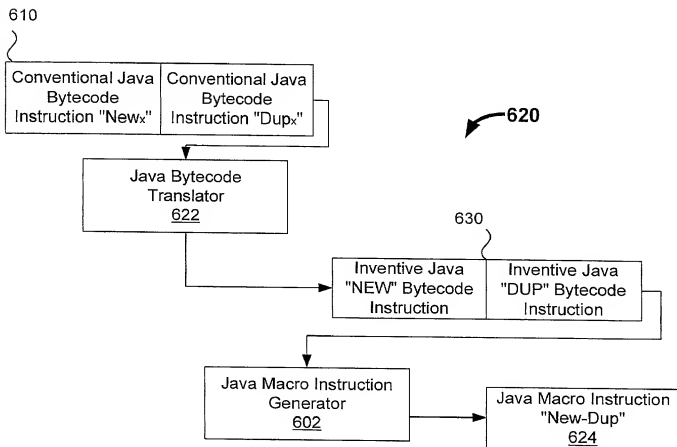 610
Conventional Java
Bytecode
Instruction "Newx"
Conventional Java
Bytecode
Instruction "Dupx"
620
Java Bytecode
Translator
622
630
Inventive Java
"NEW" Bytecode
Instruction
Inventive Java
"DUP" Bytecode
Instruction
Java Macro Instruction
Generator
602
Java Macro Instruction
"New-Dup"
624